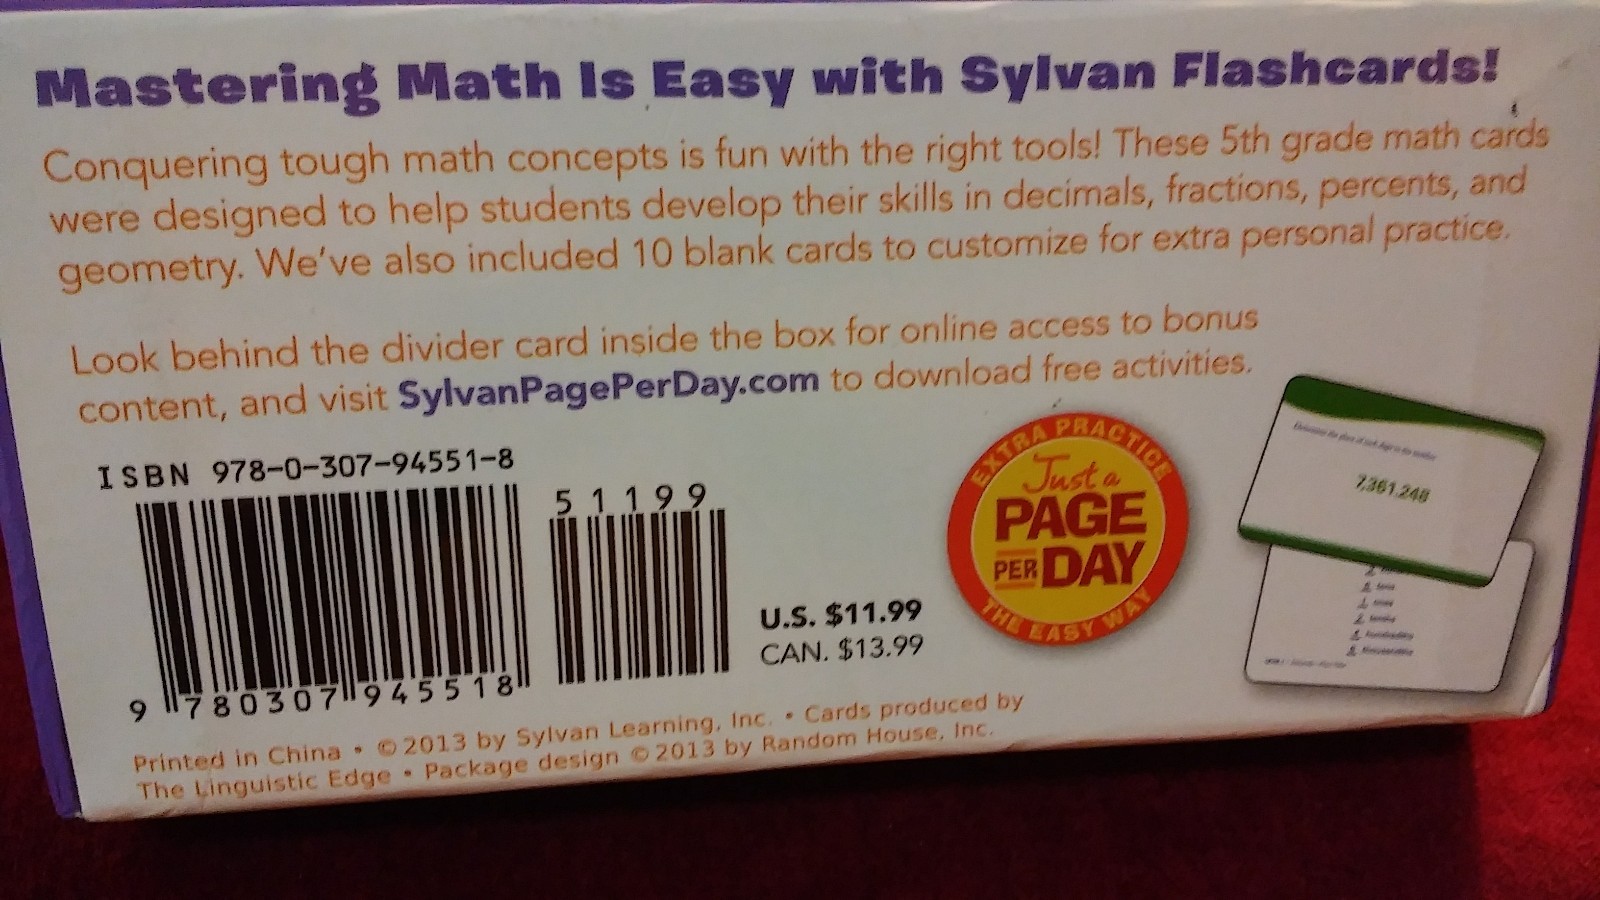 Mastering Math Is Easy with Sylvan Flashcards!
Conquering tough math concepts is fun with the right tools! These 5th grade math cards
were designed to help students develop their skills in decimals, fractions, percents, and
geometry. We've also included 10 blank cards to customize for extra personal practice.
Look behind the divider card inside the box for online access to bonus
content, and visit SylvanPagePerDay.com to download free activities.
ISBN 978-0-307-94551-8
51199
9 780307 945518
U.S. $11.99
CAN. $13.99
EXTRA PRACTICE
Just a
PAGE
PER DAY
THE EASY WAY
7,361.248
Printed in China • © 2013 by Sylvan Learning, Inc. • Cards produced by
The Linguistic Edge • Package design © 2013 by Random House, Inc.